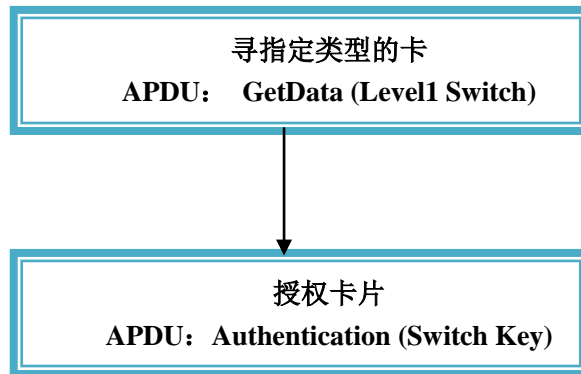 寻指定类型的卡
APDU： GetData (Level1 Switch)
授权卡片
APDU：Authentication (Switch Key)